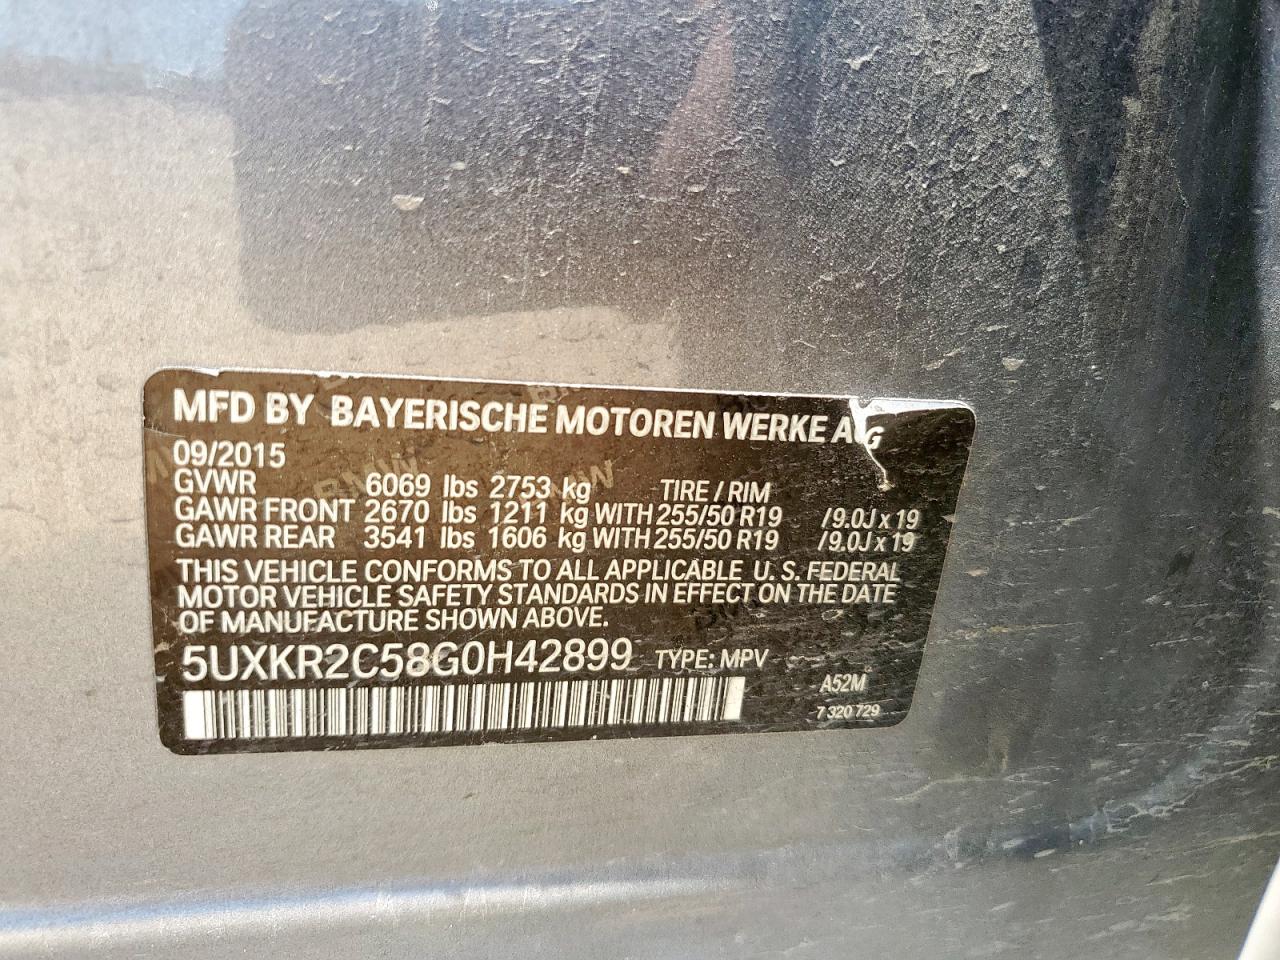 MFD BY BAYERISCHE MOTOREN WERKE AG
09/2015
GVWR 6069 lbs 2753 kg TIRE / RIM
GAWR FRONT 2670 lbs 1211 kg WITH 255/50 R19 /9.0J x 19
GAWR REAR 3541 lbs 1606 kg WITH 255/50 R19 /9.0J x 19
THIS VEHICLE CONFORMS TO ALL APPLICABLE U.S. FEDERAL
MOTOR VEHICLE SAFETY STANDARDS IN EFFECT ON THE DATE
OF MANUFACTURE SHOWN ABOVE.
5UXKR2C58G0H42899 TYPE: MPV
A52M
7 320 729